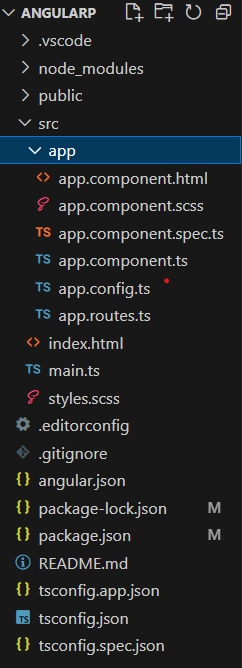 ANGULARP
.vscode
node_modules
public
src
app
<> app.component.html
app.component.scss
TS app.component.spec.ts
TS app.component.ts
TS app.config.ts
TS app.routes.ts
<> index.html
TS main.ts
styles.scss
.editorconfig
.gitignore
{} angular.json
{} package-lock.json M
{} package.json M
README.md
{} tsconfig.app.json
TS tsconfig.json
{} tsconfig.spec.json